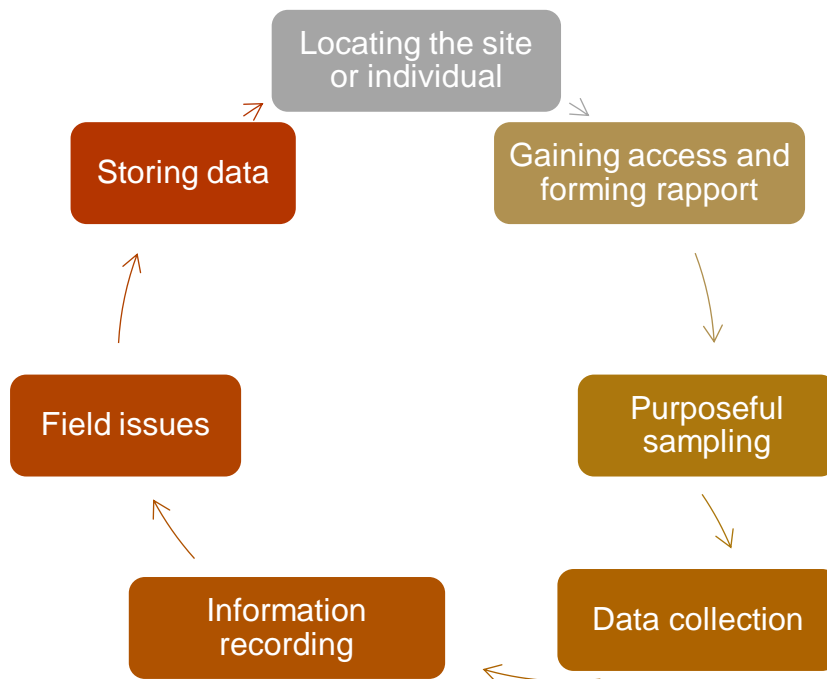 Locating the site
or individual
Gaining access and
forming rapport
Purposeful
sampling
Data collection
Information
recording
Field issues
Storing data